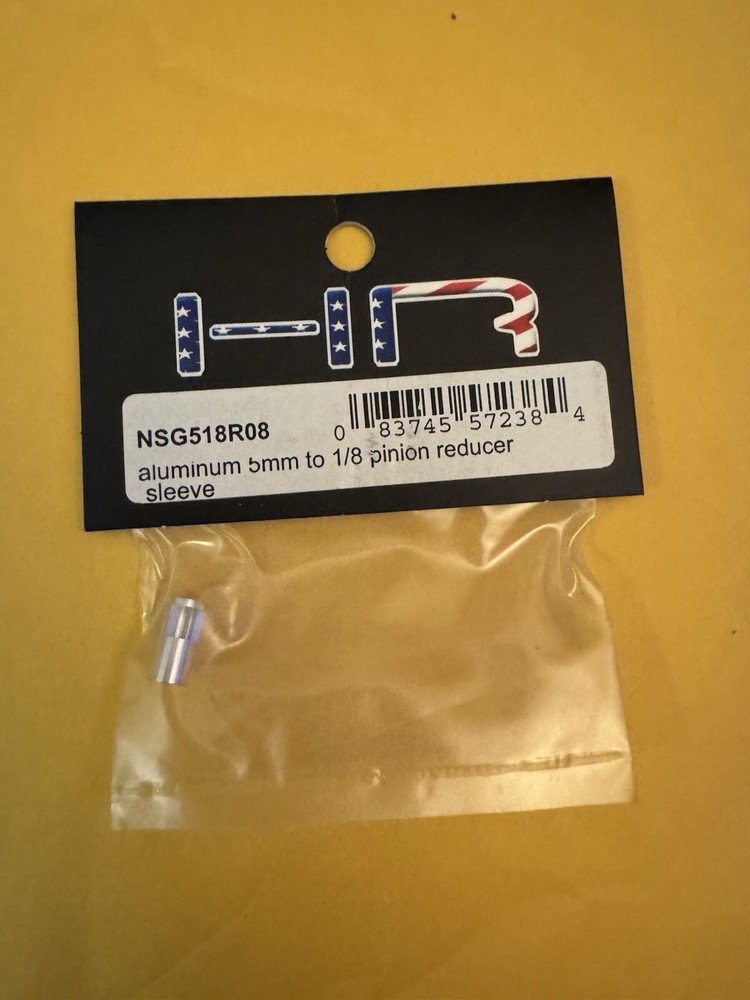 HR
NSG518R08
0 83745 57238 4
aluminum 5mm to 1/8 pinion reducer
sleeve